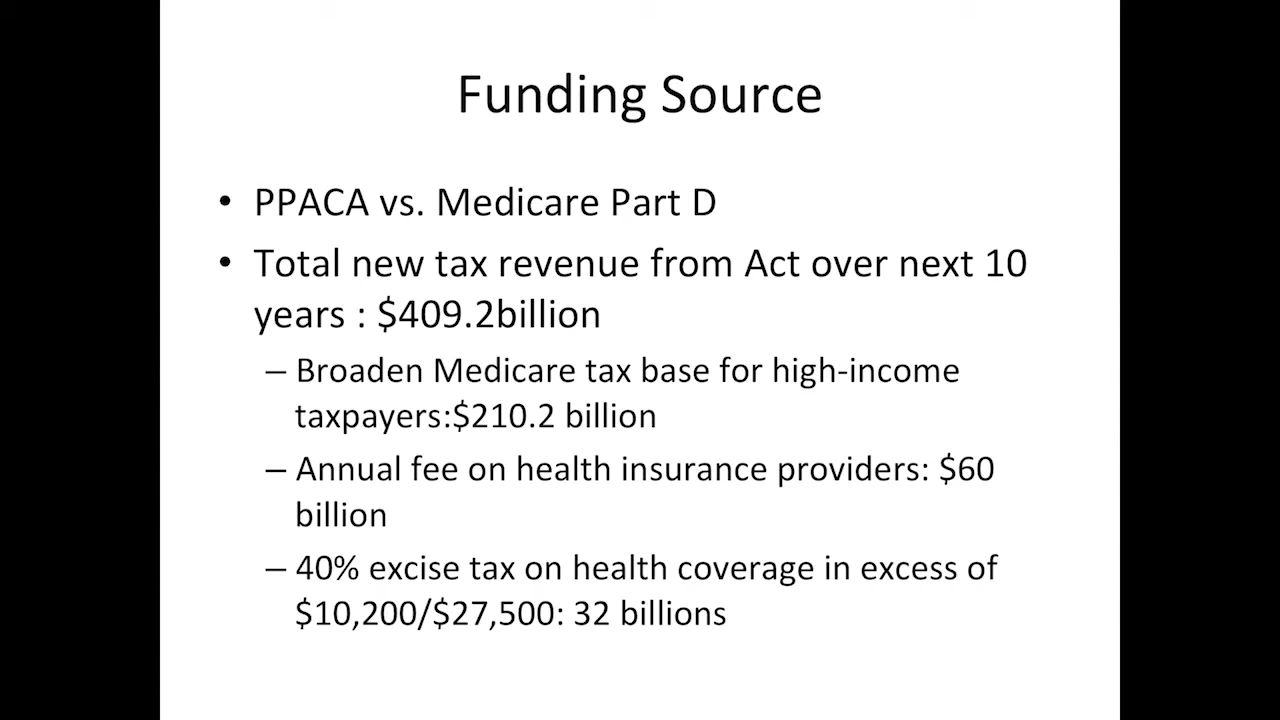 Funding Source
• PPACA vs. Medicare Part D
• Total new tax revenue from Act over next 10
years : $409.2billion
– Broaden Medicare tax base for high-income
taxpayers:$210.2 billion
– Annual fee on health insurance providers: $60
billion
– 40% excise tax on health coverage in excess of
$10,200/$27,500: 32 billions